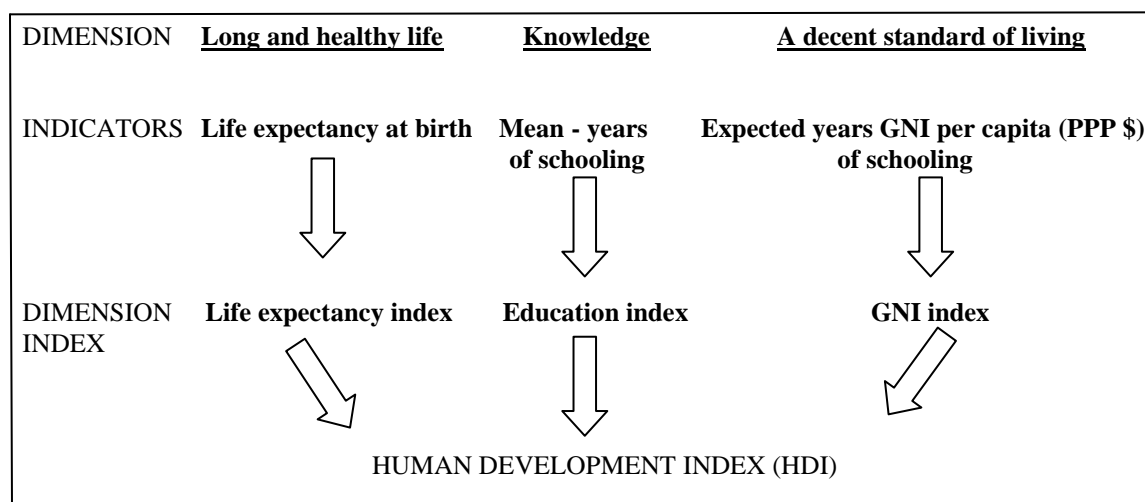 DIMENSION Long and healthy life Knowledge A decent standard of living
INDICATORS Life expectancy at birth Mean - years Expected years GNI per capita (PPP $)
of schooling of schooling
DIMENSION Life expectancy index Education index GNI index
INDEX
HUMAN DEVELOPMENT INDEX (HDI)